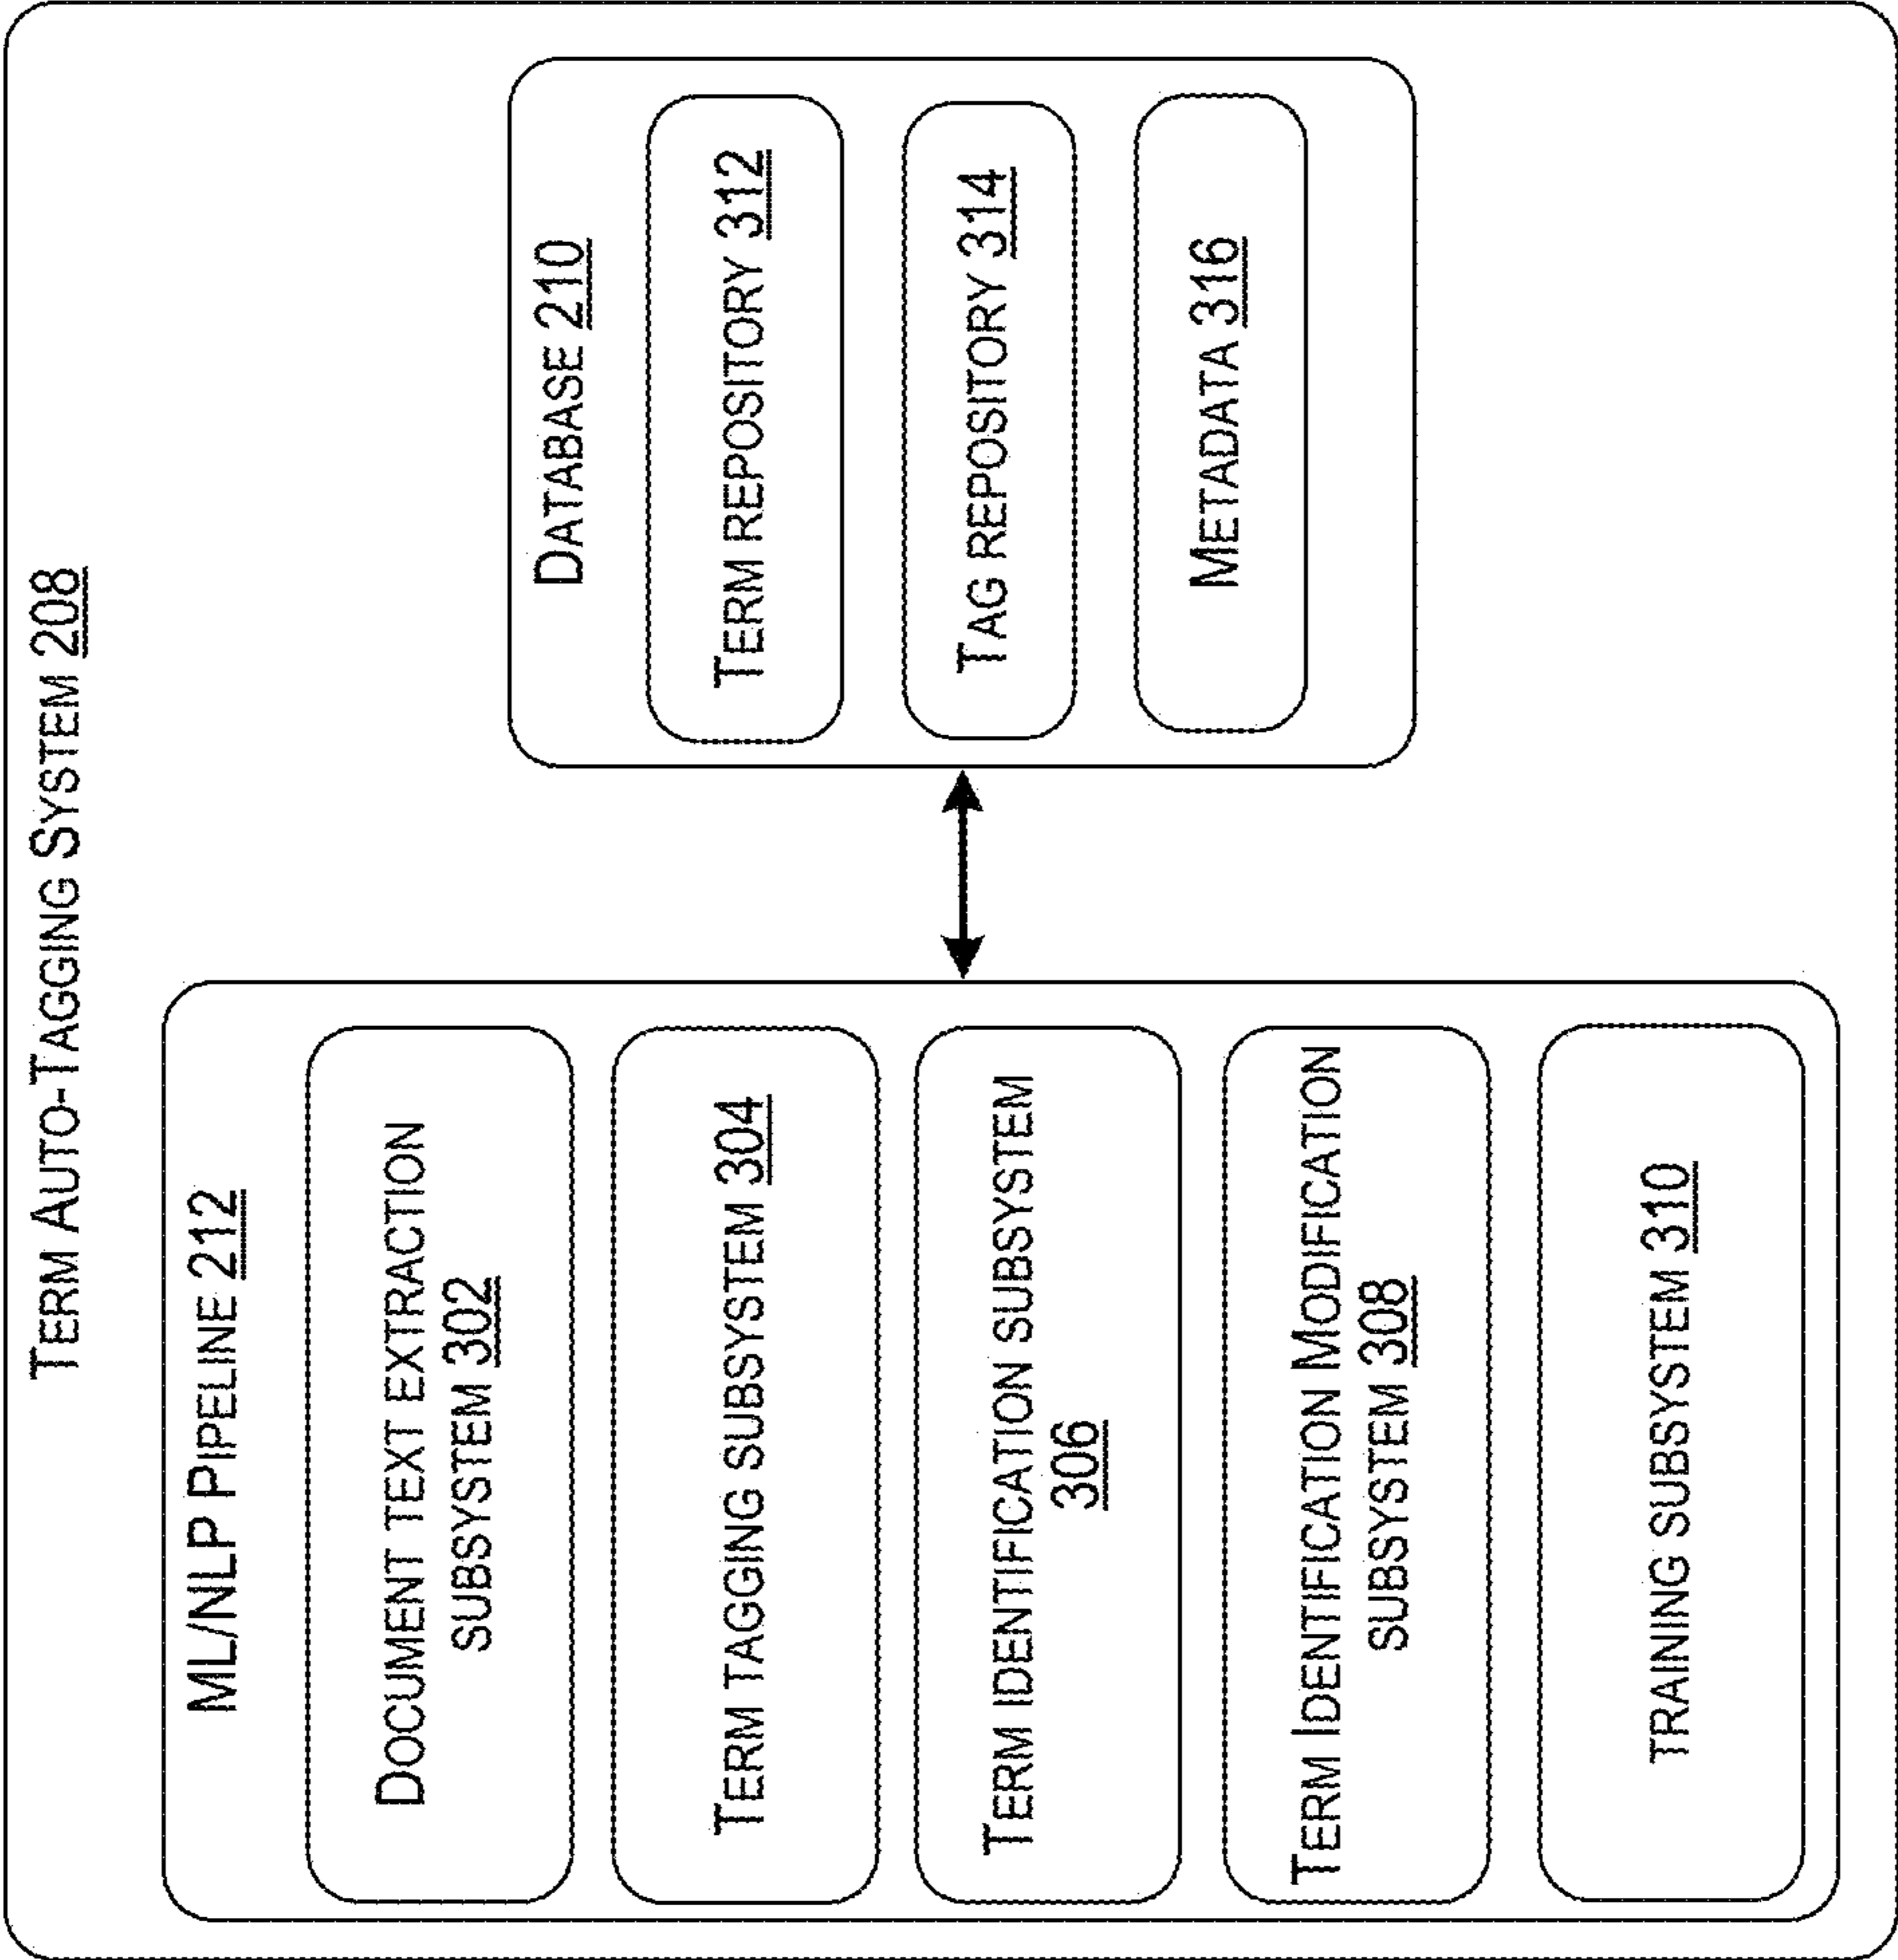 TERM AUTO-TAGGING SYSTEM 208
ML/NLP PIPELINE 212
DOCUMENT TEXT EXTRACTION
SUBSYSTEM 302
TERM TAGGING SUBSYSTEM 304
TERM IDENTIFICATION SUBSYSTEM
306
TERM IDENTIFICATION MODIFICATION
SUBSYSTEM 308
TRAINING SUBSYSTEM 310
DATABASE 210
TERM REPOSITORY 312
TAG REPOSITORY 314
METADATA 316